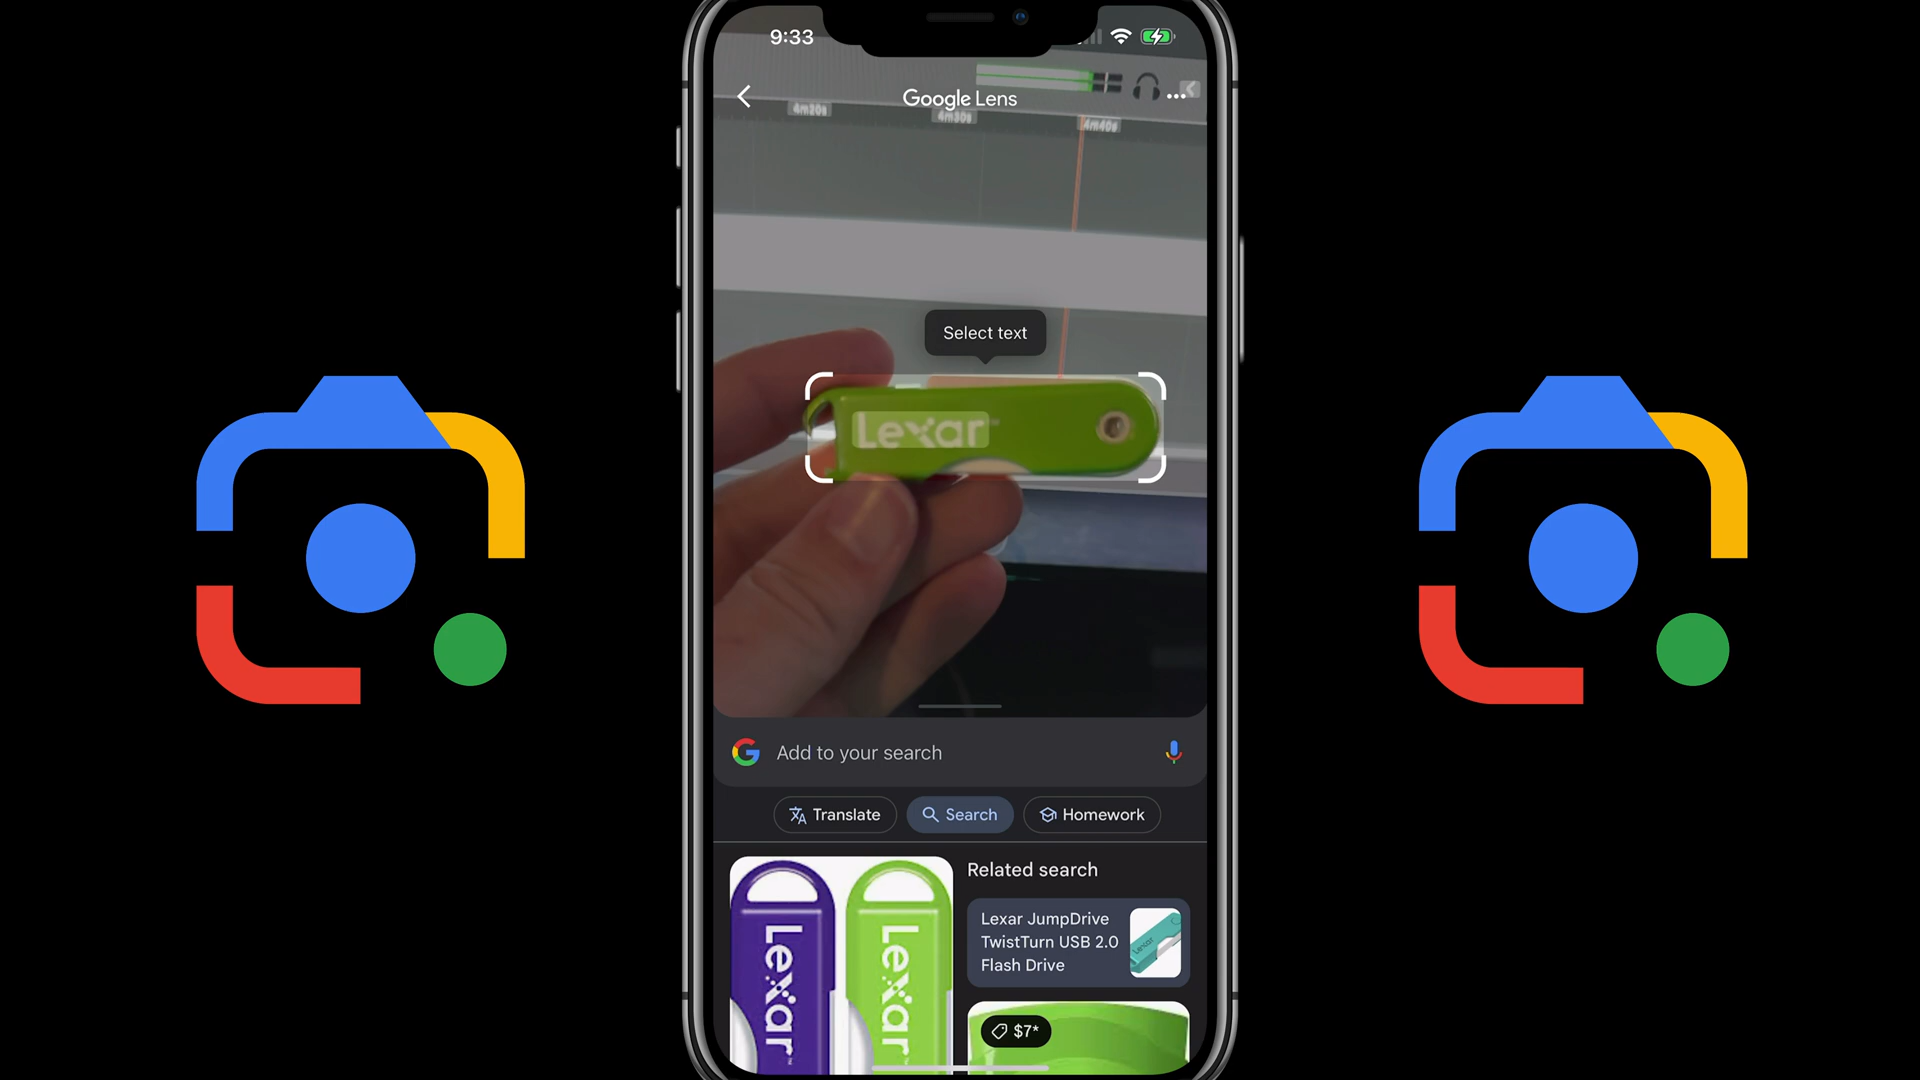 9:33
Google Lens
4m20s
4m30s
4m40s
Select text
Lexar
Add to your search
Translate
Search
Homework
Related search
Lexar JumpDrive
TwistTurn USB 2.0
Flash Drive
Lexar
Lexar
Lexar
$7*